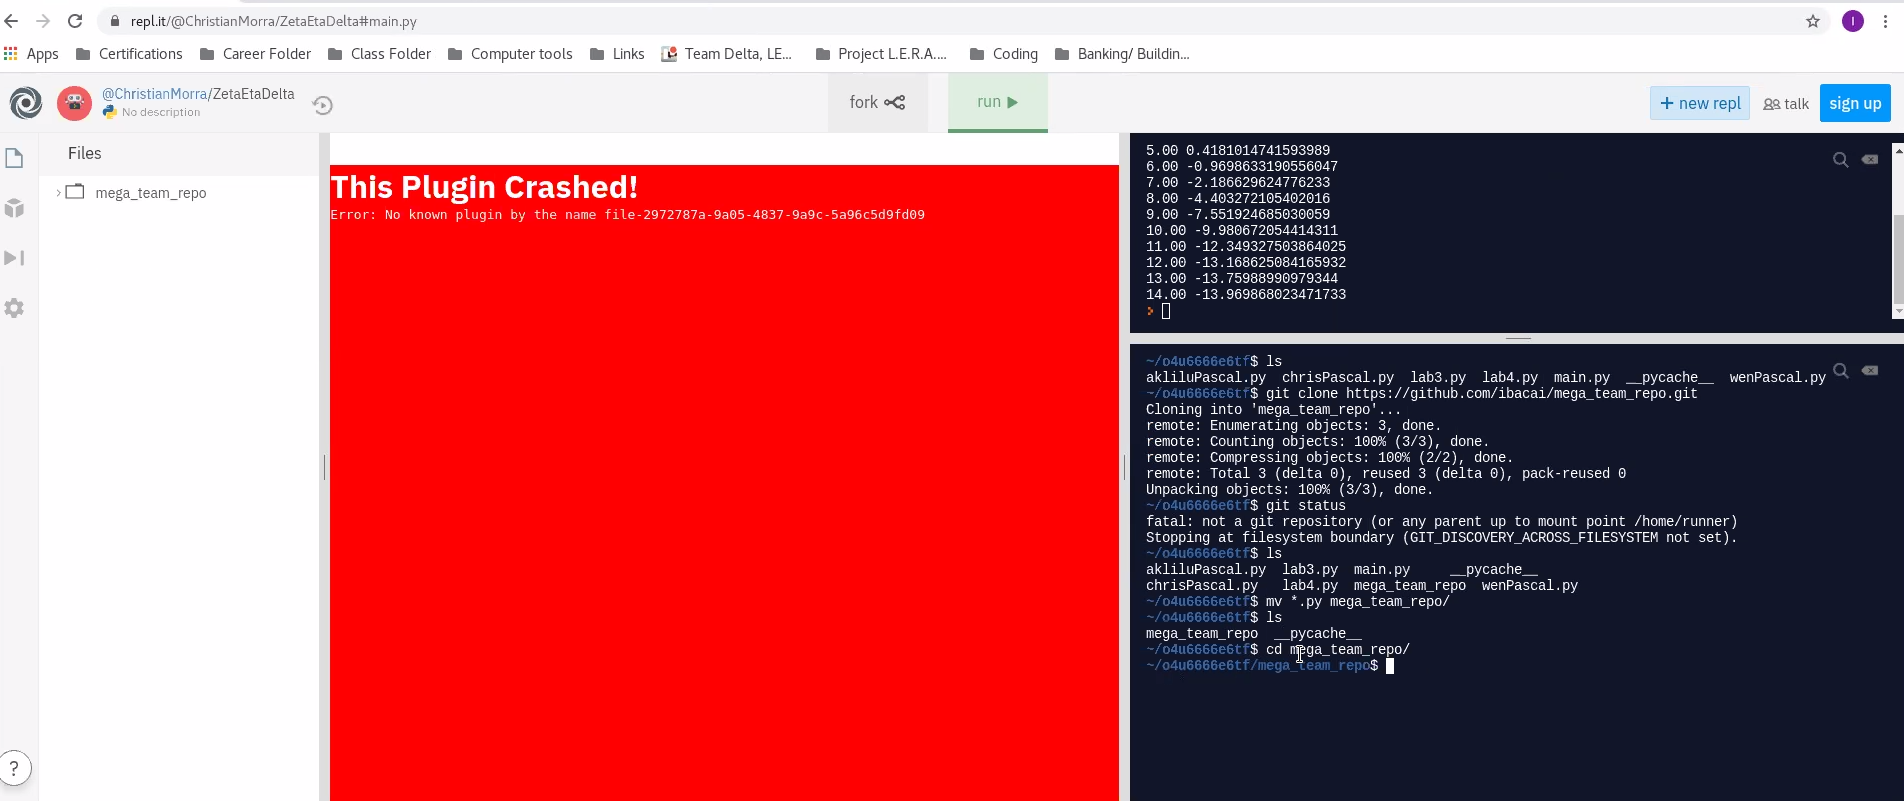 repl.it/@ChristianMorra/ZetaEtaDelta#main.py
I
Apps Certifications Career Folder Class Folder Computer tools Links Team Delta, LE... Project L.E.R.A.... Coding Banking/ Buildin...
@ChristianMorra/ZetaEtaDelta
No description
fork
run
+ new repl
talk
sign up
Files
mega_team_repo
This Plugin Crashed!
Error: No known plugin by the name file-2972787a-9a05-4837-9a9c-5a96c5d9fd09
5.00 0.4181014741593989
6.00 -0.9698633190556047
7.00 -2.186629624776233
8.00 -4.403272105402016
9.00 -7.551924685030059
10.00 -9.980672054414311
11.00 -12.349327503864025
12.00 -13.168625084165932
13.00 -13.75988990979344
14.00 -13.969868023471733
~/o4u6666e6tf$ ls
akliluPascal.py chrisPascal.py lab3.py lab4.py main.py __pycache__ wenPascal.py
~/o4u6666e6tf$ git clone https://github.com/ibacai/mega_team_repo.git
Cloning into 'mega_team_repo'...
remote: Enumerating objects: 3, done.
remote: Counting objects: 100% (3/3), done.
remote: Compressing objects: 100% (2/2), done.
remote: Total 3 (delta 0), reused 3 (delta 0), pack-reused 0
Unpacking objects: 100% (3/3), done.
~/o4u6666e6tf$ git status
fatal: not a git repository (or any parent up to mount point /home/runner)
Stopping at filesystem boundary (GIT_DISCOVERY_ACROSS_FILESYSTEM not set).
~/o4u6666e6tf$ ls
akliluPascal.py lab3.py main.py __pycache__
chrisPascal.py lab4.py mega_team_repo wenPascal.py
~/o4u6666e6tf$ mv *.py mega_team_repo/
~/o4u6666e6tf$ ls
mega_team_repo __pycache__
~/o4u6666e6tf$ cd mega_team_repo/
~/o4u6666e6tf/mega_team_repo$
?